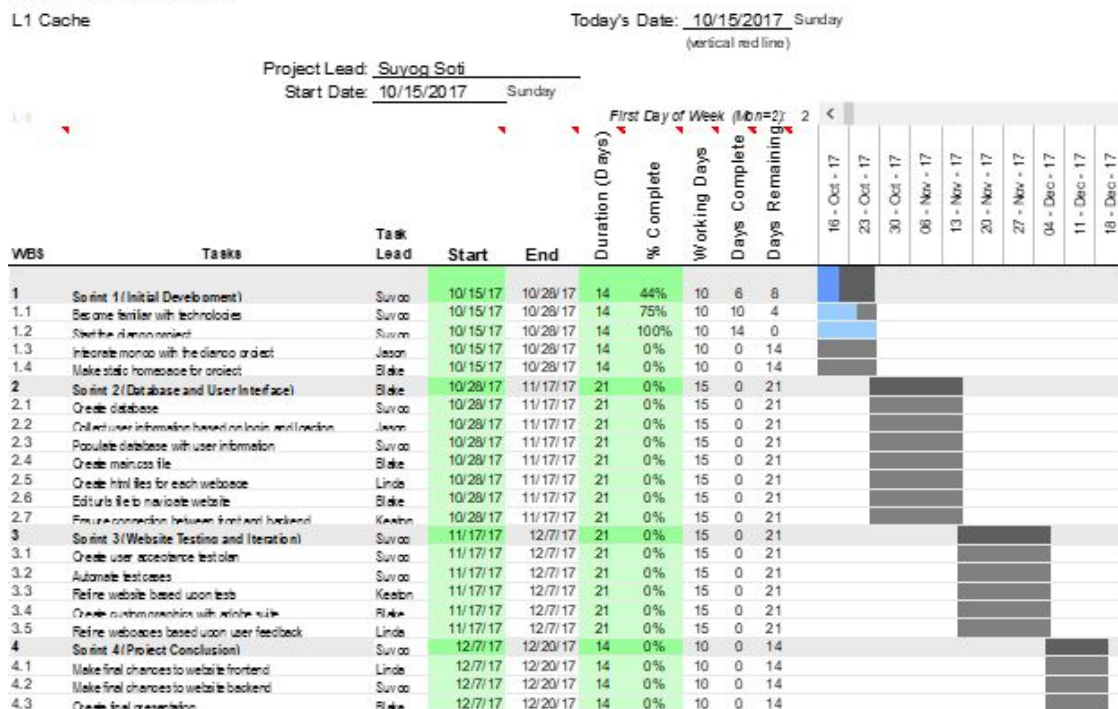 L1 Cache
Today's Date: 10/15/2017 Sunday
(vertical red line)
Project Lead: Suyog Soti
Start Date: 10/15/2017 Sunday
First Day of Week (Mon=2): 2
WBS Tasks Task Lead Start End Duration (Days) % Complete Working Days Days Complete Days Remaining 16 - Oct - 17 23 - Oct - 17 30 - Oct - 17 06 - Nov - 17 13 - Nov - 17 20 - Nov - 17 27 - Nov - 17 04 - Dec - 17 11 - Dec - 17 18 - Dec - 17
1 Sprint 1 (Initial Development) Suyog 10/15/17 10/28/17 14 44% 10 6 8
1.1 Become familiar with technologies Suyog 10/15/17 10/28/17 14 75% 10 10 4
1.2 Start the django project Suyog 10/15/17 10/28/17 14 100% 10 14 0
1.3 Integrate mongo with the django project Jason 10/15/17 10/28/17 14 0% 10 0 14
1.4 Make static homepage for project Blake 10/15/17 10/28/17 14 0% 10 0 14
2 Sprint 2 (Database and User Interface) Blake 10/28/17 11/17/17 21 0% 15 0 21
2.1 Create database Suyog 10/28/17 11/17/17 21 0% 15 0 21
2.2 Collect user information based on login and loaction Jason 10/28/17 11/17/17 21 0% 15 0 21
2.3 Populate database with user information Suyog 10/28/17 11/17/17 21 0% 15 0 21
2.4 Create main.css file Blake 10/28/17 11/17/17 21 0% 15 0 21
2.5 Create html files for each webpage Linda 10/28/17 11/17/17 21 0% 15 0 21
2.6 Edit urls file to navigate website Blake 10/28/17 11/17/17 21 0% 15 0 21
2.7 Ensure connection between front and backend Keaton 10/28/17 11/17/17 21 0% 15 0 21
3 Sprint 3 (Website Testing and Iteration) Suyog 11/17/17 12/7/17 21 0% 15 0 21
3.1 Create user acceptance test plan Suyog 11/17/17 12/7/17 21 0% 15 0 21
3.2 Automate test cases Suyog 11/17/17 12/7/17 21 0% 15 0 21
3.3 Refine website based upon tests Keaton 11/17/17 12/7/17 21 0% 15 0 21
3.4 Create custom graphics with adobe suite Blake 11/17/17 12/7/17 21 0% 15 0 21
3.5 Refine webpages based upon user feedback Linda 11/17/17 12/7/17 21 0% 15 0 21
4 Sprint 4 (Project Conclusion) Suyog 12/7/17 12/20/17 14 0% 10 0 14
4.1 Make final changes to website frontend Linda 12/7/17 12/20/17 14 0% 10 0 14
4.2 Make final changes to website backend Suyog 12/7/17 12/20/17 14 0% 10 0 14
4.3 Create final presentation Blake 12/7/17 12/20/17 14 0% 10 0 14